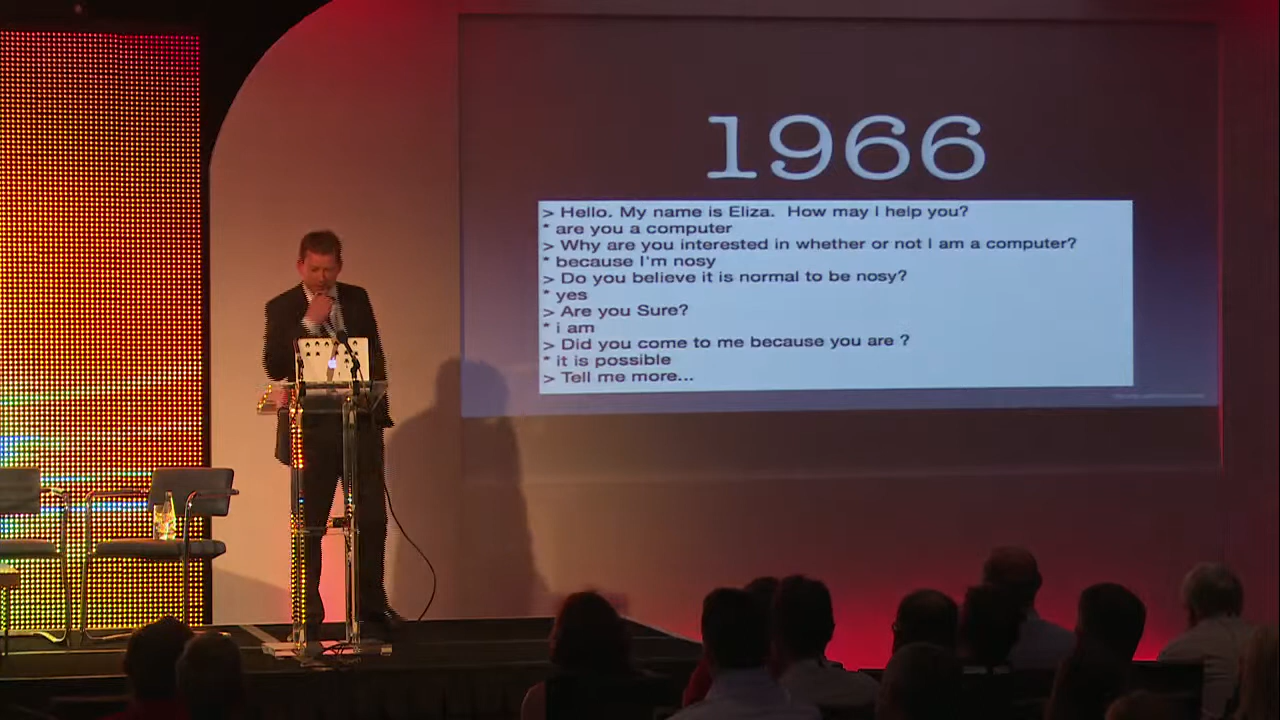 1966
> Hello. My name is Eliza.  How may I help you?
* are you a computer
> Why are you interested in whether or not I am a computer?
* because I'm nosy
> Do you believe it is normal to be nosy?
* yes
> Are you Sure?
* i am
> Did you come to me because you are ?
* it is possible
> Tell me more...